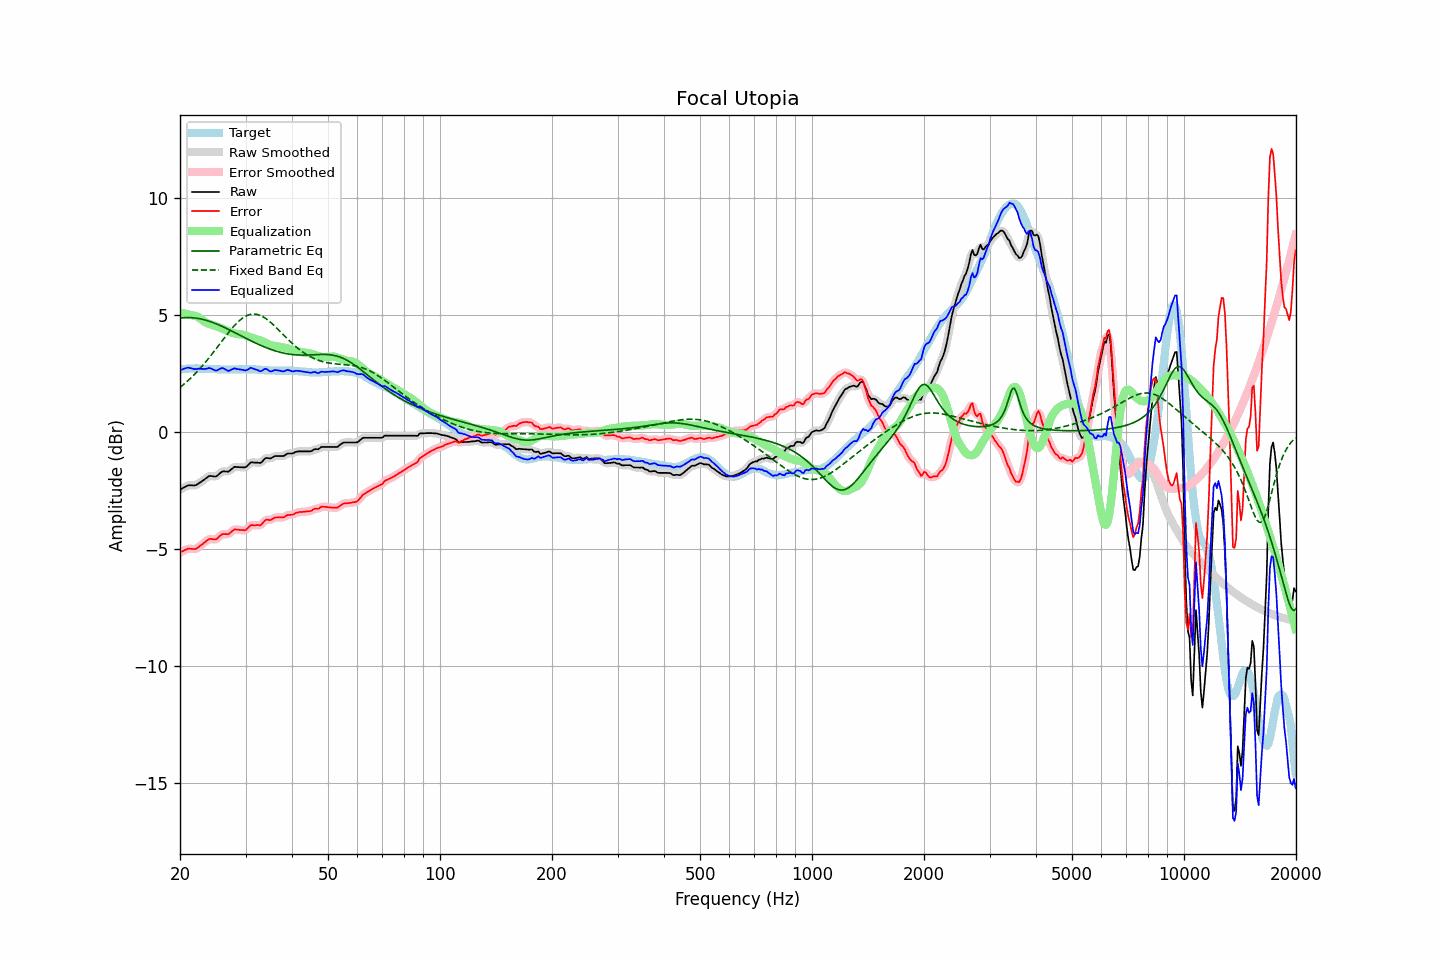 Focal Utopia
Target
Raw Smoothed
Error Smoothed
Raw
Error
Equalization
Parametric Eq
Fixed Band Eq
Equalized
Amplitude (dBr)
10
5
0
−5
−10
−15
20 50 100 200 500 1000 2000 5000 10000 20000
Frequency (Hz)